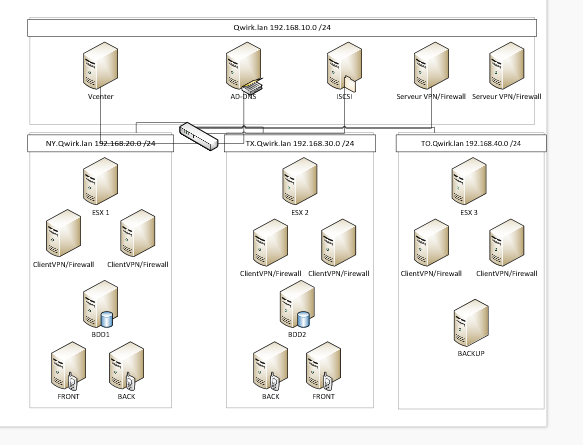 Qwirk.lan 192.168.10.0 /24
Vcenter
AD-DNS
ISCSI
Serveur VPN/Firewall
Serveur VPN/Firewall
NY.Qwirk.lan 192.168.20.0 /24
TX.Qwirk.lan 192.168.30.0 /24
TO.Qwirk.lan 192.168.40.0 /24
ESX 1
ESX 2
ESX 3
ClientVPN/Firewall
ClientVPN/Firewall
ClientVPN/Firewall
ClientVPN/Firewall
ClientVPN/Firewall
ClientVPN/Firewall
BDD1
BDD2
BACKUP
FRONT
BACK
BACK
FRONT